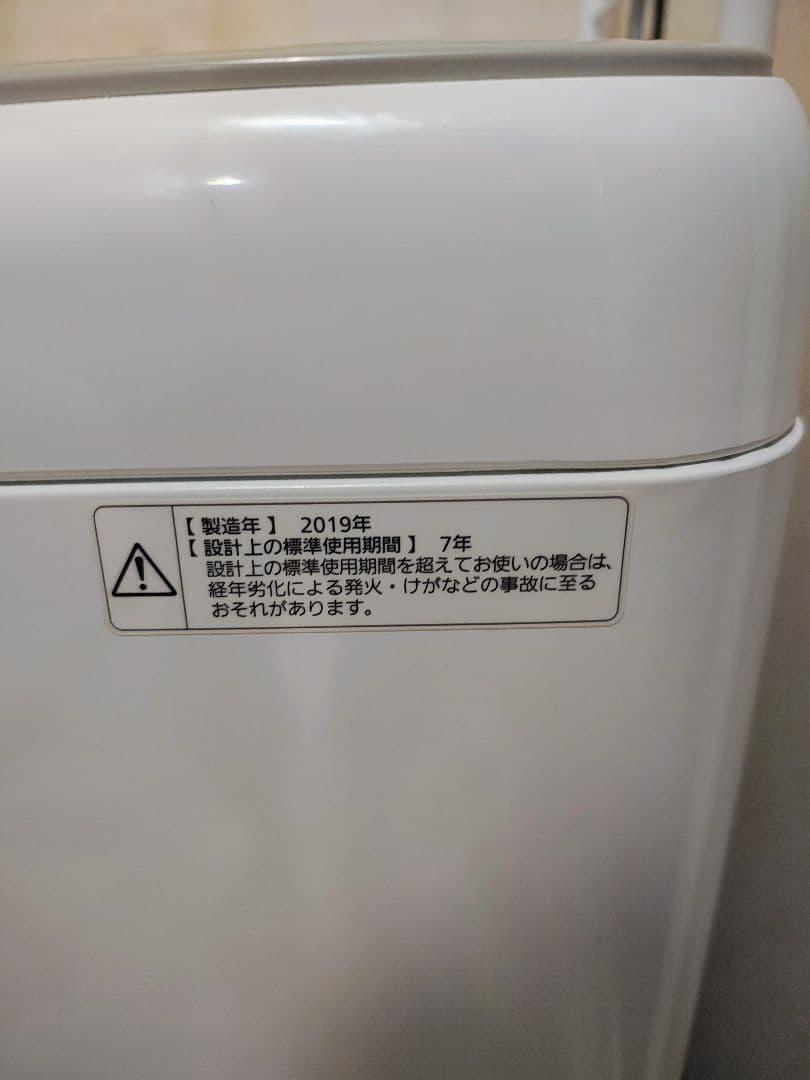 【製造年】 2019年
【設計上の標準使用期間】 7年
設計上の標準使用期間を超えてお使いの場合は、
経年劣化による発火・けがなどの事故に至る
おそれがあります。